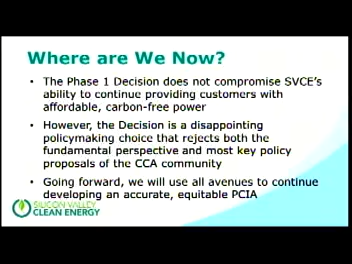 Where are We Now?
• The Phase 1 Decision does not compromise SVCE's
ability to continue providing customers with
affordable, carbon-free power
• However, the Decision is a disappointing
policymaking choice that rejects both the
fundamental perspective and most key policy
proposals of the CCA community
• Going forward, we will use all avenues to continue
developing an accurate, equitable PCIA
SILICON VALLEY
CLEAN ENERGY